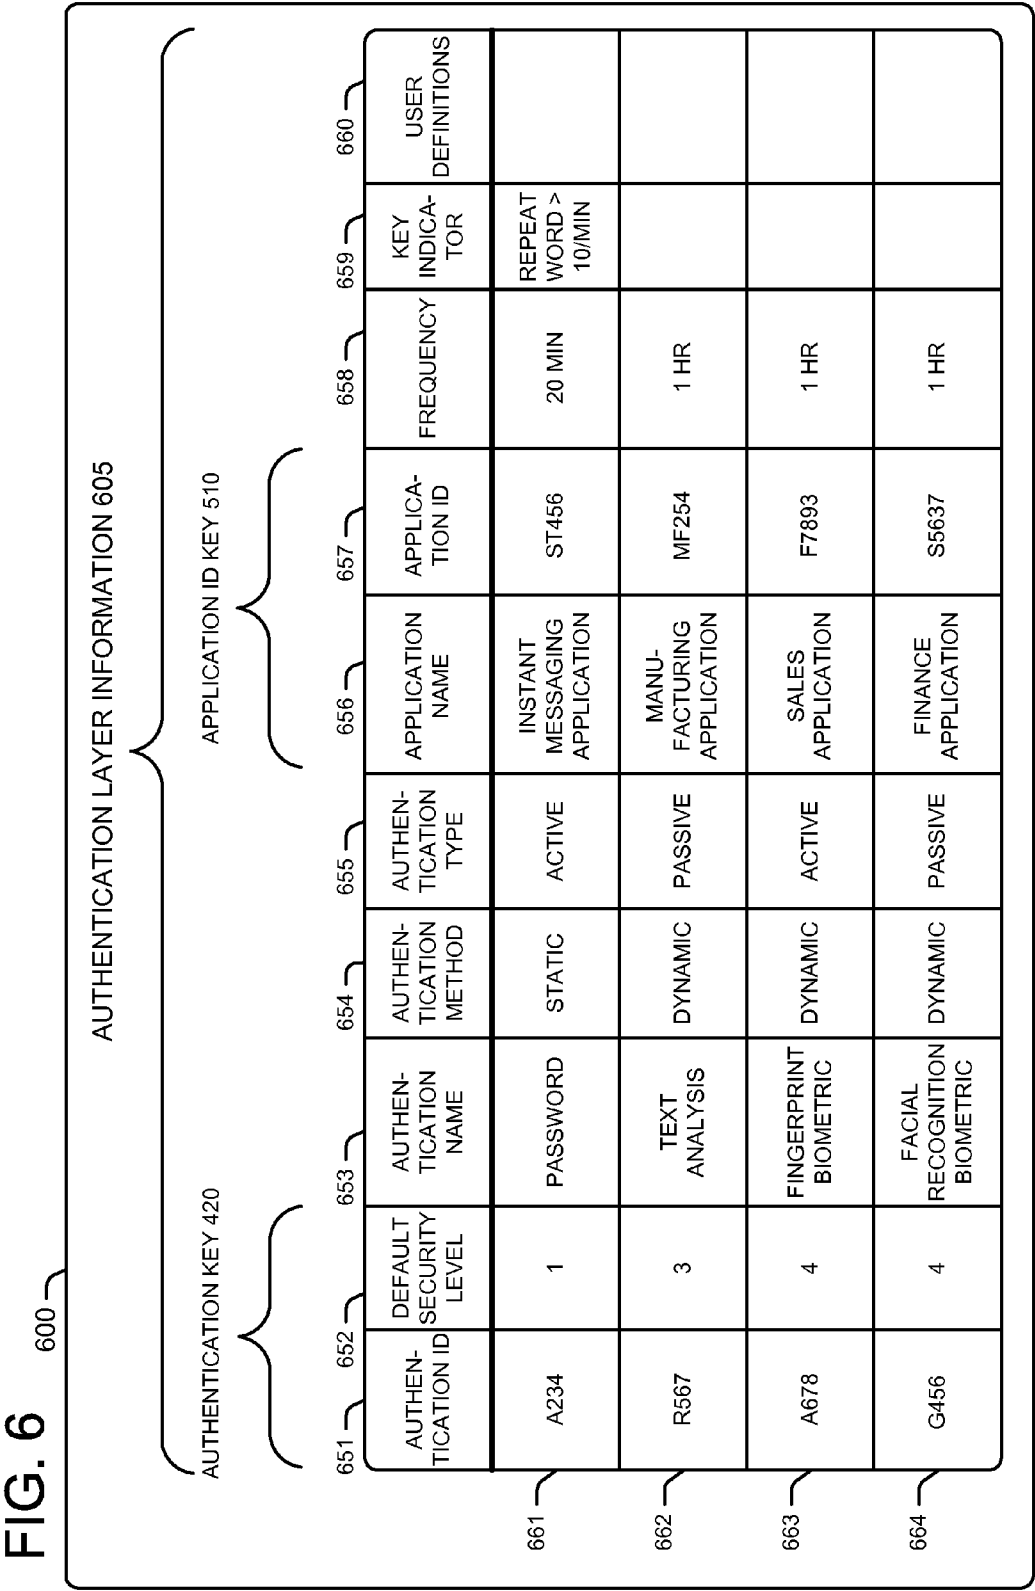 FIG. 6
600
AUTHENTICATION LAYER INFORMATION 605
AUTHENTICATION KEY 420
APPLICATION ID KEY 510
651
652
653
654
655
656
657
658
659
660
AUTHEN-
TICATION ID
DEFAULT
SECURITY
LEVEL
AUTHEN-
TICATION
NAME
AUTHEN-
TICATION
METHOD
AUTHEN-
TICATION
TYPE
APPLICATION
NAME
APPLICA-
TION ID
FREQUENCY
KEY
INDICA-
TOR
USER
DEFINITIONS
661
A234
1
PASSWORD
STATIC
ACTIVE
INSTANT
MESSAGING
APPLICATION
ST456
20 MIN
REPEAT
WORD >
10/MIN
662
R567
3
TEXT
ANALYSIS
DYNAMIC
PASSIVE
MANU-
FACTURING
APPLICATION
MF254
1 HR
663
A678
4
FINGERPRINT
BIOMETRIC
DYNAMIC
ACTIVE
SALES
APPLICATION
F7893
1 HR
664
G456
4
FACIAL
RECOGNITION
BIOMETRIC
DYNAMIC
PASSIVE
FINANCE
APPLICATION
S5637
1 HR